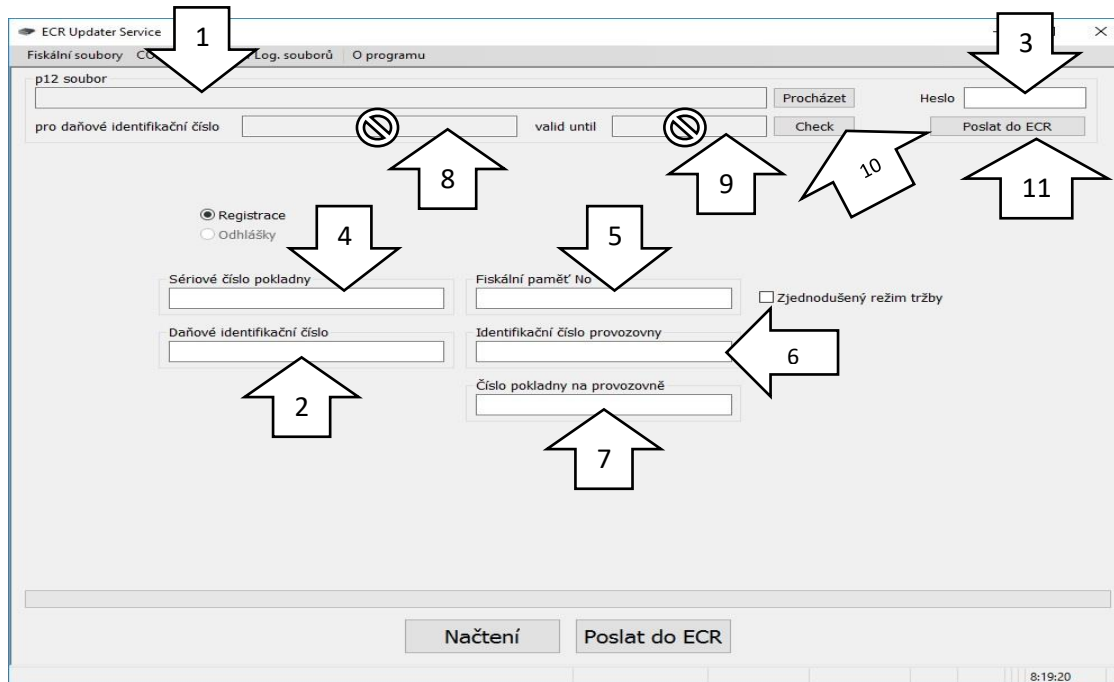 ECR Updater Service
1
3
Fiskální soubory Log. souborů O programu
p12 soubor
Procházet Heslo
pro daňové identifikační číslo valid until Check Poslat do ECR
8
9
10
11
Registrace
Odhlášky
4
5
Sériové číslo pokladny Fiskální paměť No
Zjednodušený režim tržby
Daňové identifikační číslo Identifikační číslo provozovny
6
Číslo pokladny na provozovně
2
7
Načtení Poslat do ECR
8:19:20